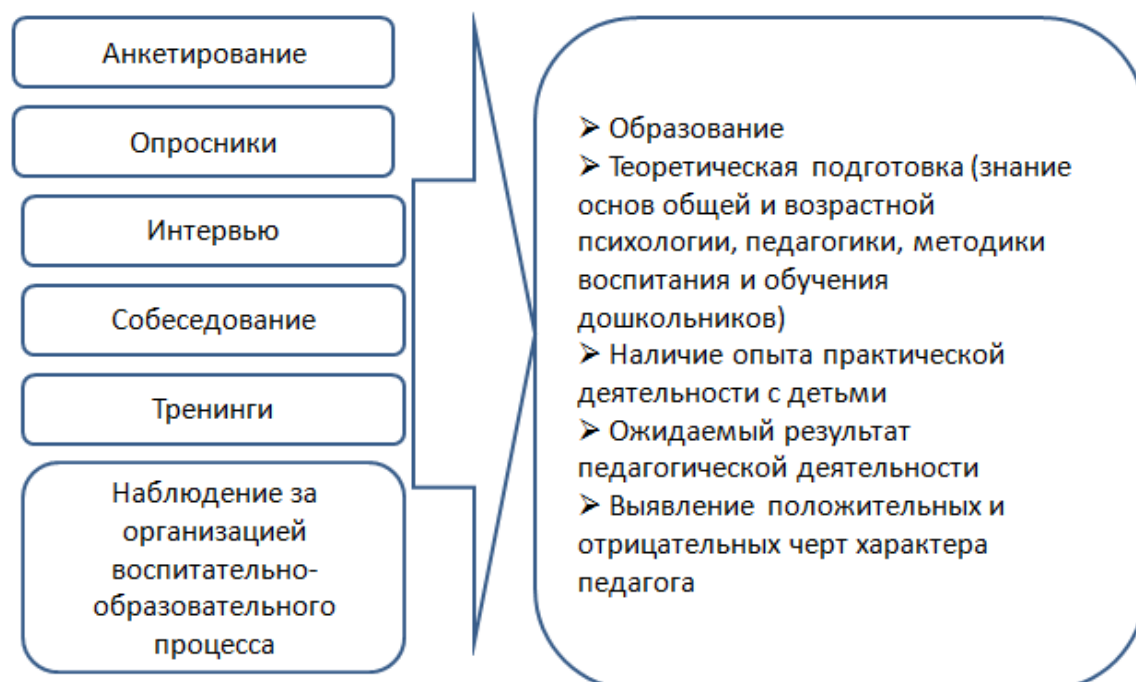 Анкетирование
Опросники
Интервью
Собеседование
Тренинги
Наблюдение за
организацией
воспитательно-
образовательного
процесса
➢ Образование
➢ Теоретическая подготовка (знание
основ общей и возрастной
психологии, педагогики, методики
воспитания и обучения
дошкольников)
➢ Наличие опыта практической
деятельности с детьми
➢ Ожидаемый результат
педагогической деятельности
➢ Выявление положительных и
отрицательных черт характера
педагога